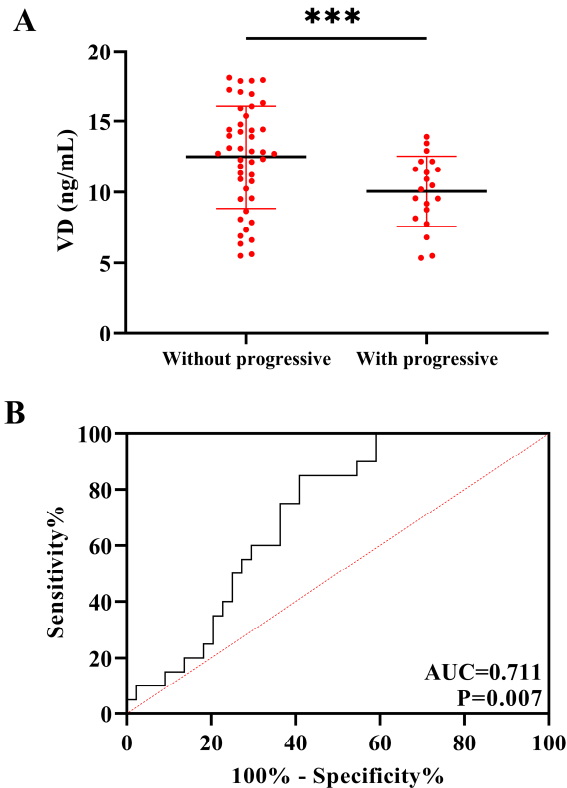 A
***
VD (ng/mL)
20
15
10
5
0
Without progressive
With progressive
B
Sensitivity%
100
80
60
40
20
0
AUC=0.711
P=0.007
0
20
40
60
80
100
100% - Specificity%